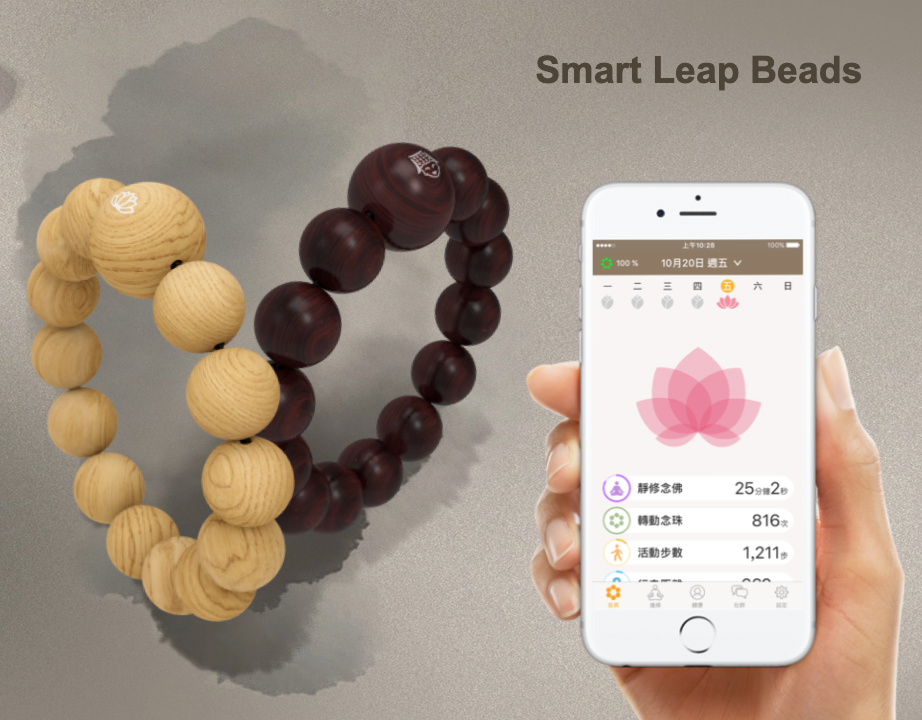 Smart Leap Beads
上午10:28
100%
100 %
10月20日 週五
一 二 三 四 五 六 日
靜修念佛 25分鐘2秒
轉動念珠 816次
活動步數 1,211步